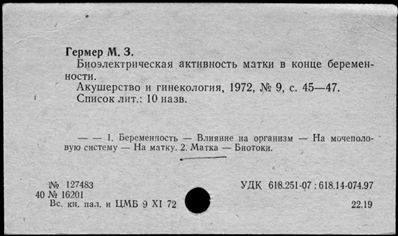 Гермер М. З.
Биоэлектрическая активность матки в конце беремен-
ности.
Акушерство и гинекология, 1972, № 9, с. 45—47.
Список лит.: 10 назв.
— — 1. Беременность — Влияние на организм — На мочеполо-
вую систему — На матку. 2. Матка — Биотоки.
№ 127483
УДК 618.251-07 : 618.14-074.97
40 № 16201
Вс. кн. пал. и ЦМБ 9 XI 72
22.19